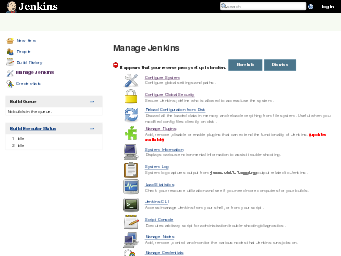 Jenkins
search
log in
New Item
People
Build History
Manage Jenkins
Credentials
Build Queue
No builds in the queue.
Build Executor Status
1 Idle
2 Idle
Manage Jenkins
It appears that your reverse proxy set up is broken.
More Info
Dismiss
Configure System
Configure global settings and paths.
Configure Global Security
Secure Jenkins; define who is allowed to access/use the system.
Reload Configuration from Disk
Discard all the loaded data in memory and reload everything from file system. Useful when you
modified config files directly on disk.
Manage Plugins
Add, remove, disable or enable plugins that can extend the functionality of Jenkins. (updates
available)
System Information
Displays various environmental information to assist trouble-shooting.
System Log
System log captures output from java.util.logging output related to Jenkins.
Load Statistics
Check your resource utilization and see if you need more computers for your builds.
Jenkins CLI
Access/manage Jenkins from your shell, or from your script.
Script Console
Executes arbitrary script for administration/trouble-shooting/diagnostics.
Manage Nodes
Add, remove, control and monitor the various nodes that Jenkins runs jobs on.
Manage Credentials